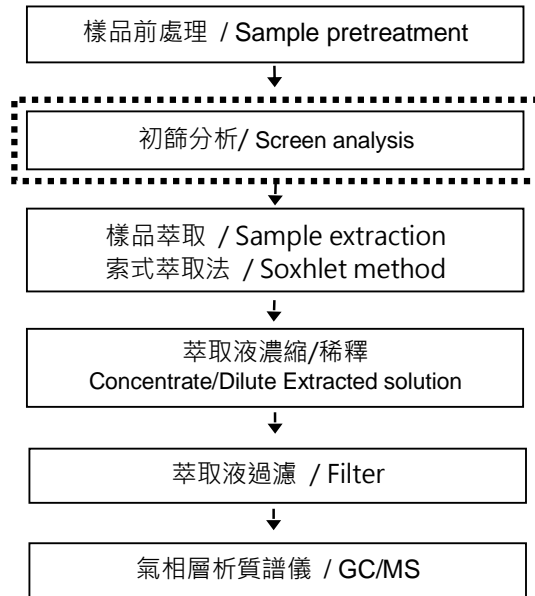 樣品前處理 / Sample pretreatment
初篩分析/ Screen analysis
樣品萃取 / Sample extraction
索式萃取法 / Soxhlet method
萃取液濃縮/稀釋
Concentrate/Dilute Extracted solution
萃取液過濾 / Filter
氣相層析質譜儀 / GC/MS